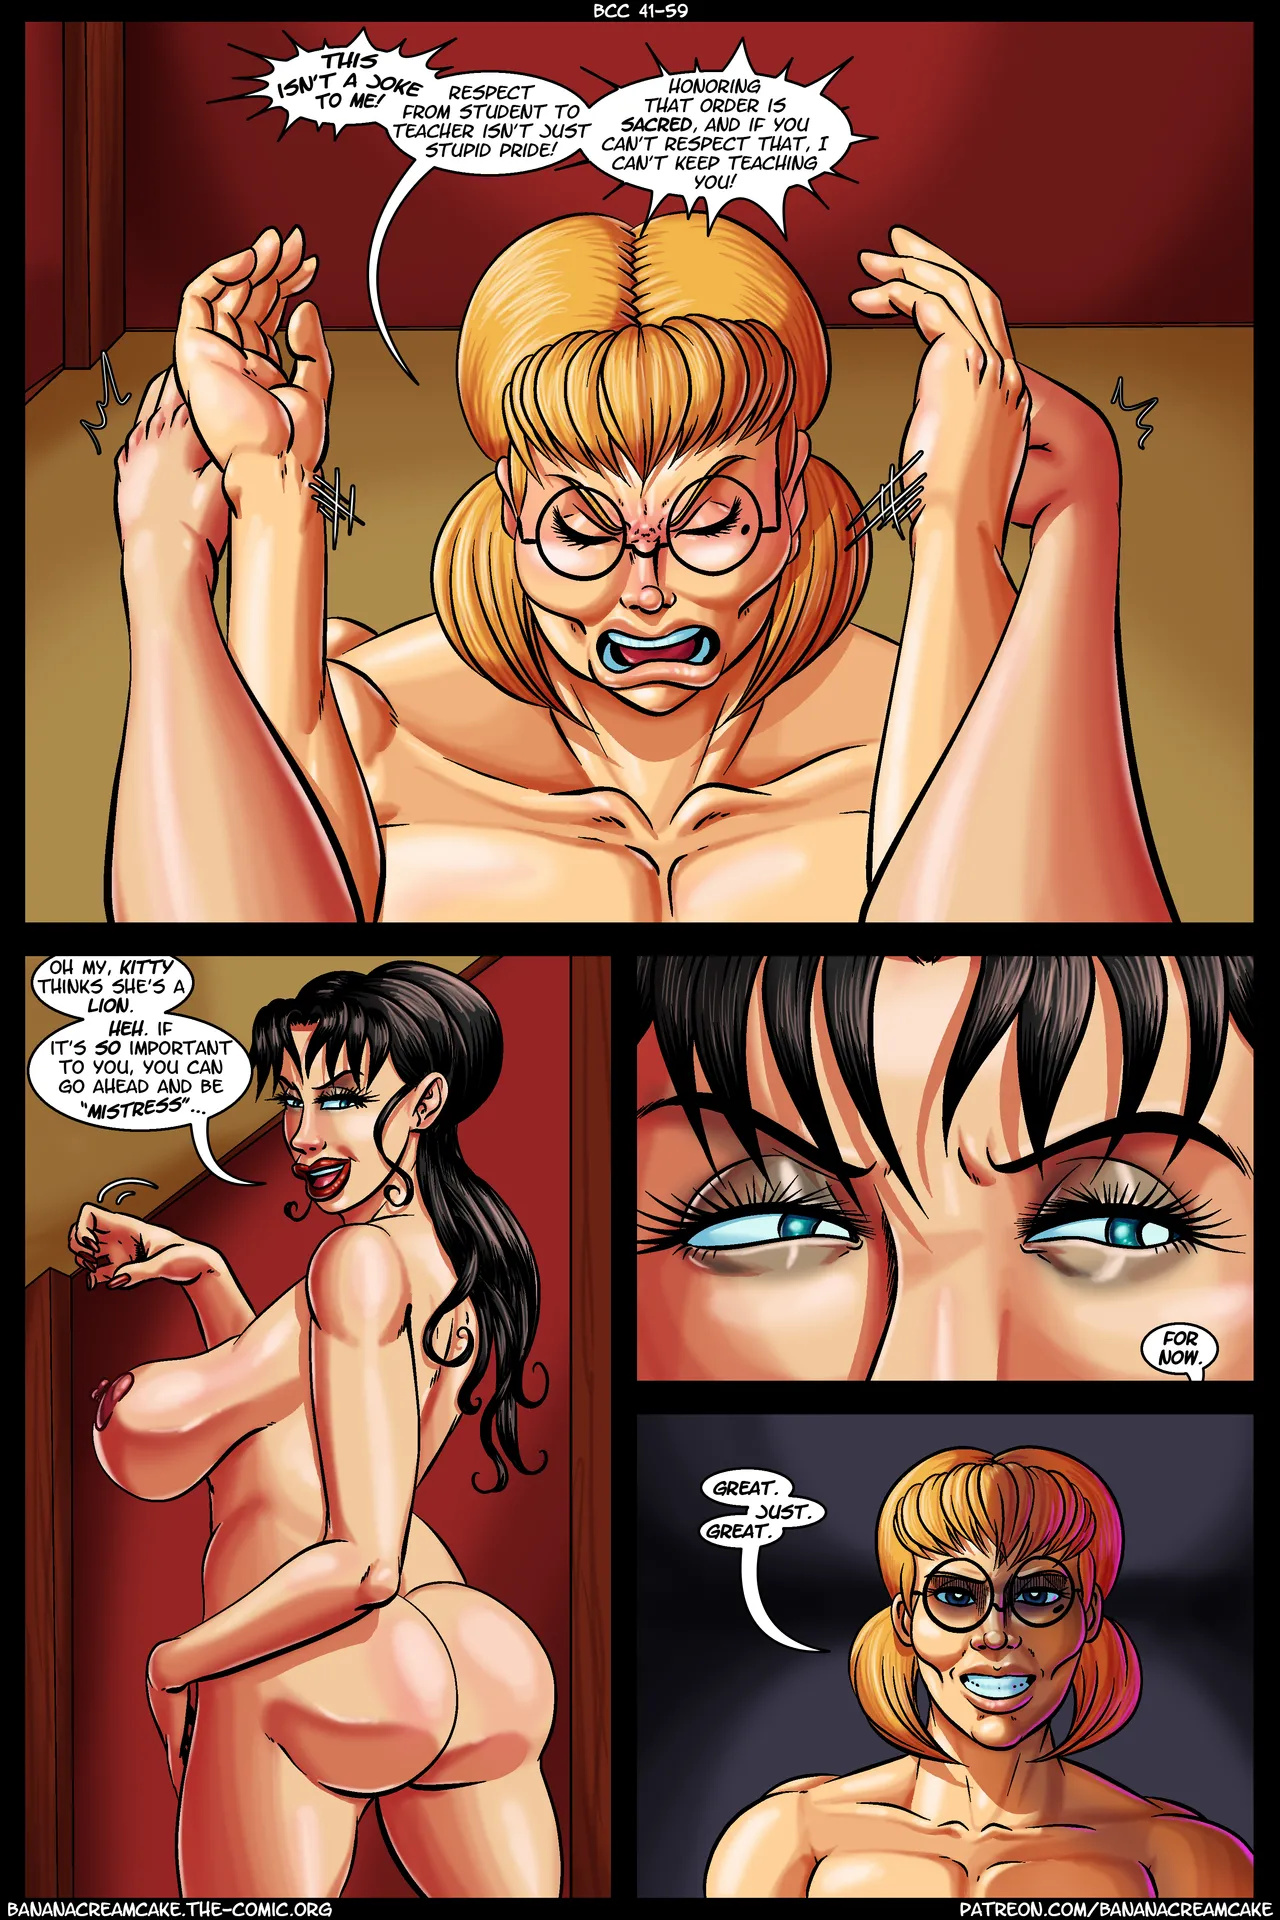 BCC 41-59
THIS
ISN'T A JOKE
TO ME!
RESPECT
FROM STUDENT TO
TEACHER ISN'T JUST
STUPID PRIDE!
HONORING
THAT ORDER IS
SACRED, AND IF YOU
CAN'T RESPECT THAT, I
CAN'T KEEP TEACHING
YOU!
OH MY, KITTY
THINKS SHE'S A
LION.
HEH. IF
IT'S SO IMPORTANT
TO YOU, YOU CAN
GO AHEAD AND BE
"MISTRESS"...
FOR
NOW.
GREAT.
JUST.
GREAT.
BANANACREAMCAKE.THE-COMIC.ORG
PATREON.COM/BANANACREAMCAKE